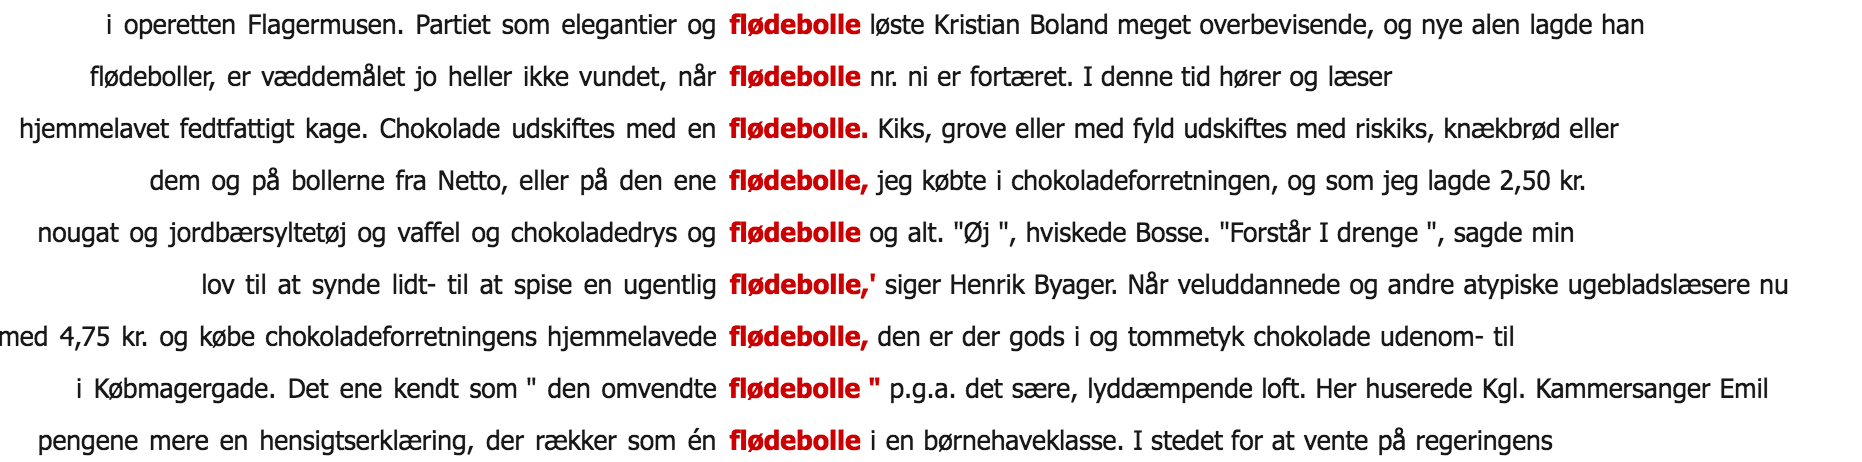 i operetten Flagermusen. Partiet som elegantier og flødebolle løste Kristian Boland meget overbevisende, og nye alen lagde han
flødeboller, er væddemålet jo heller ikke vundet, når flødebolle nr. ni er fortæret. I denne tid hører og læser
hjemmelavet fedtfattigt kage. Chokolade udskiftes med en flødebolle. Kiks, grove eller med fyld udskiftes med riskiks, knækbrød eller
dem og på bollerne fra Netto, eller på den ene flødebolle, jeg købte i chokoladeforretningen, og som jeg lagde 2,50 kr.
nougat og jordbærsyltetøj og vaffel og chokoladedrys og flødebolle og alt. "Øj ", hviskede Bosse. "Forstår I drenge ", sagde min
lov til at synde lidt- til at spise en ugentlig flødebolle,' siger Henrik Byager. Når veluddannede og andre atypiske ugebladslæsere nu
med 4,75 kr. og købe chokoladeforretningens hjemmelavede flødebolle, den er der gods i og tommetyk chokolade udenom- til
i Købmagergade. Det ene kendt som " den omvendte flødebolle " p.g.a. det sære, lyddæmpende loft. Her huserede Kgl. Kammersanger Emil
pengene mere en hensigtserklæring, der rækker som én flødebolle i en børnehaveklasse. I stedet for at vente på regeringens